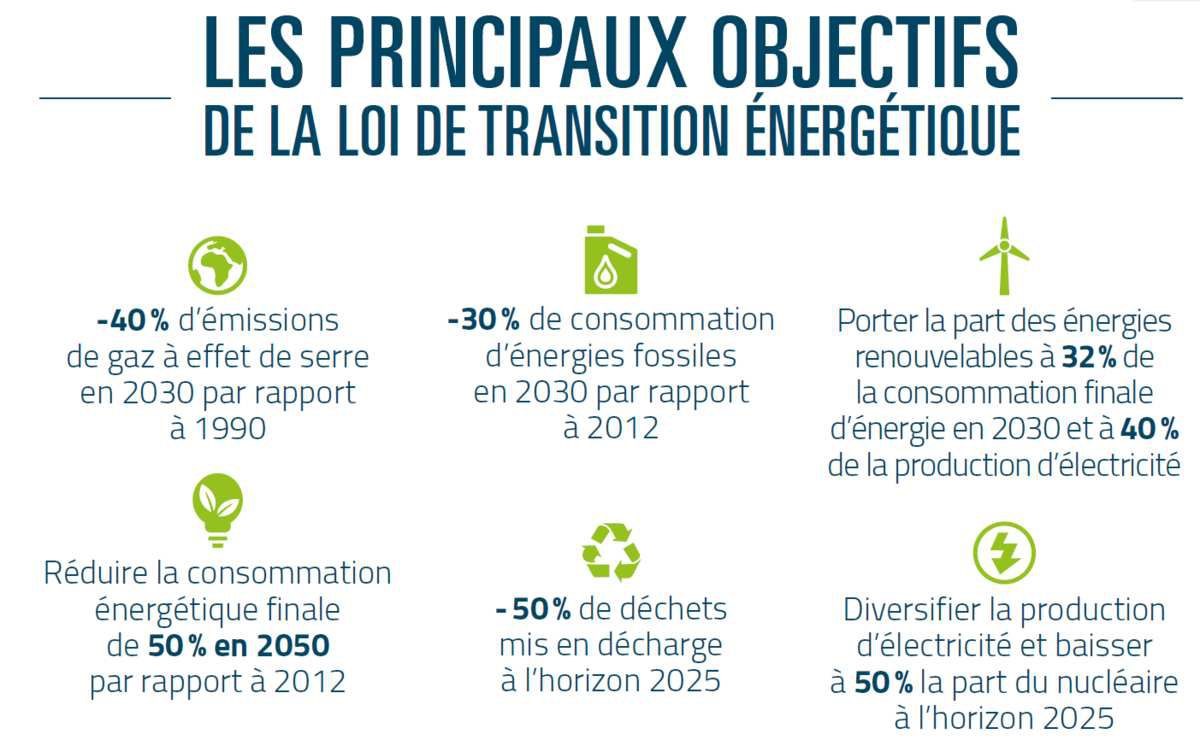 LES PRINCIPAUX OBJECTIFS
DE LA LOI DE TRANSITION ÉNERGÉTIQUE
-40 % d'émissions
de gaz à effet de serre
en 2030 par rapport
à 1990
-30 % de consommation
d'énergies fossiles
en 2030 par rapport
à 2012
Porter la part des énergies
renouvelables à 32 % de
la consommation finale
d'énergie en 2030 et à 40 %
de la production d'électricité
Réduire la consommation
énergétique finale
de 50 % en 2050
par rapport à 2012
- 50 % de déchets
mis en décharge
à l'horizon 2025
Diversifier la production
d'électricité et baisser
à 50 % la part du nucléaire
à l'horizon 2025